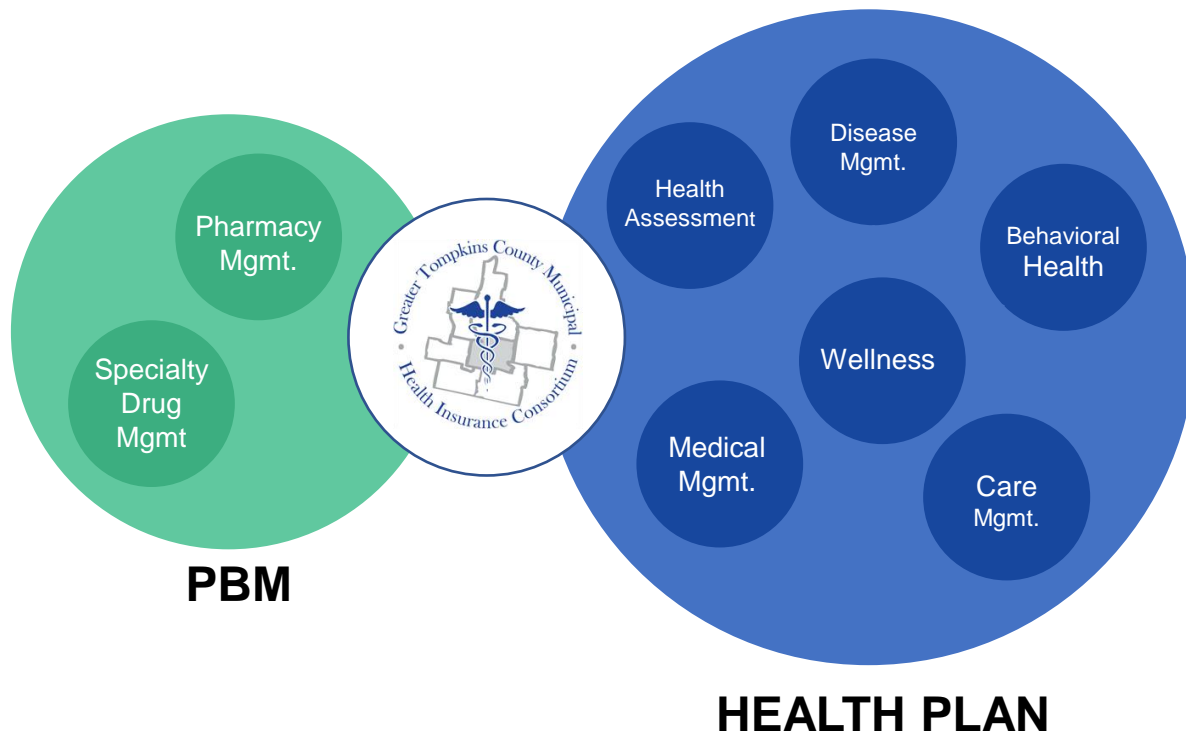 Pharmacy
Mgmt.
Specialty
Drug
Mgmt
PBM
Greater Tompkins County Municipal
• Health Insurance Consortium •
Health
Assessment
Disease
Mgmt.
Behavioral
Health
Wellness
Medical
Mgmt.
Care
Mgmt.
HEALTH PLAN